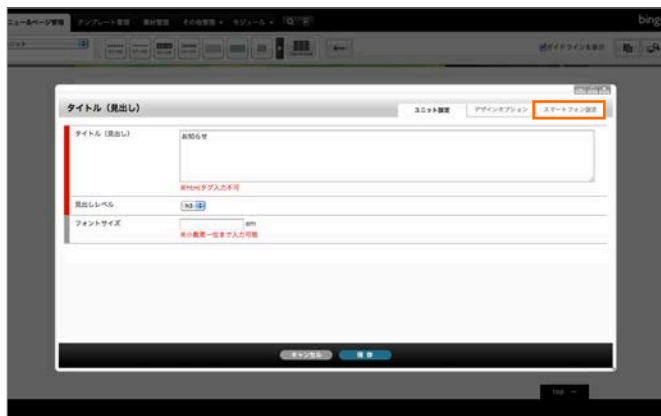 ニュー&ページ管理 テンプレート管理 素材管理 その他管理 モジュール
bing
ガイドラインを表示
タイトル（見出し）
ユニット設定 デザインオプション スマートフォン設定
タイトル（見出し） お知らせ
※Htmlタグ入力不可
見出しレベル h3
フォントサイズ em
※小数第一位まで入力可能
キャンセル 保存
top